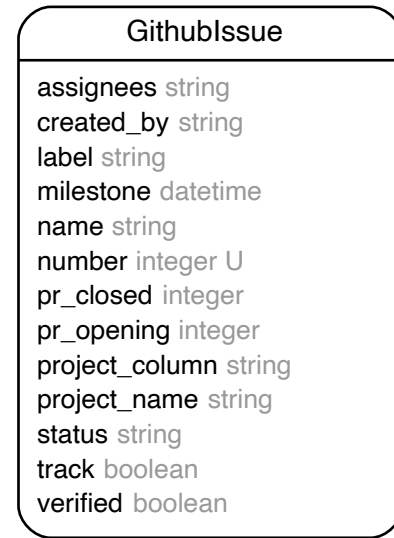 GithubIssue
assignees string
created_by string
label string
milestone datetime
name string
number integer U
pr_closed integer
pr_opening integer
project_column string
project_name string
status string
track boolean
verified boolean